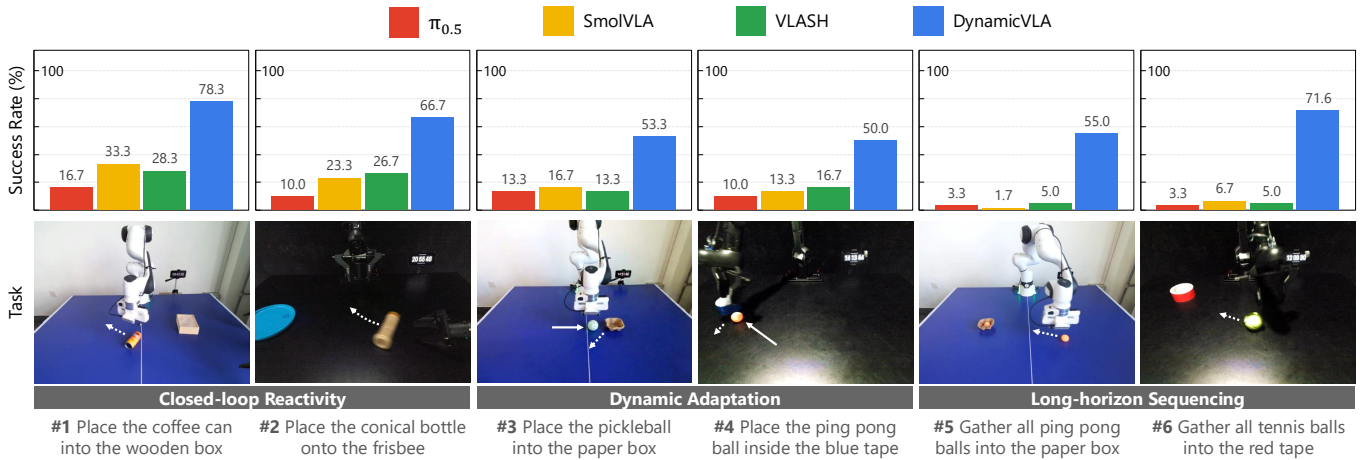 π0.5 SmolVLA VLASH DynamicVLA
Success Rate (%)
100 100 100 100 100 100
16.7 33.3 28.3 78.3
10.0 23.3 26.7 66.7
13.3 16.7 13.3 53.3
10.0 13.3 16.7 50.0
3.3 1.7 5.0 55.0
3.3 6.7 5.0 71.6
Task
Closed-loop Reactivity
Dynamic Adaptation
Long-horizon Sequencing
#1 Place the coffee can
into the wooden box
#2 Place the conical bottle
onto the frisbee
#3 Place the pickleball
into the paper box
#4 Place the ping pong
ball inside the blue tape
#5 Gather all ping pong
balls into the paper box
#6 Gather all tennis balls
into the red tape